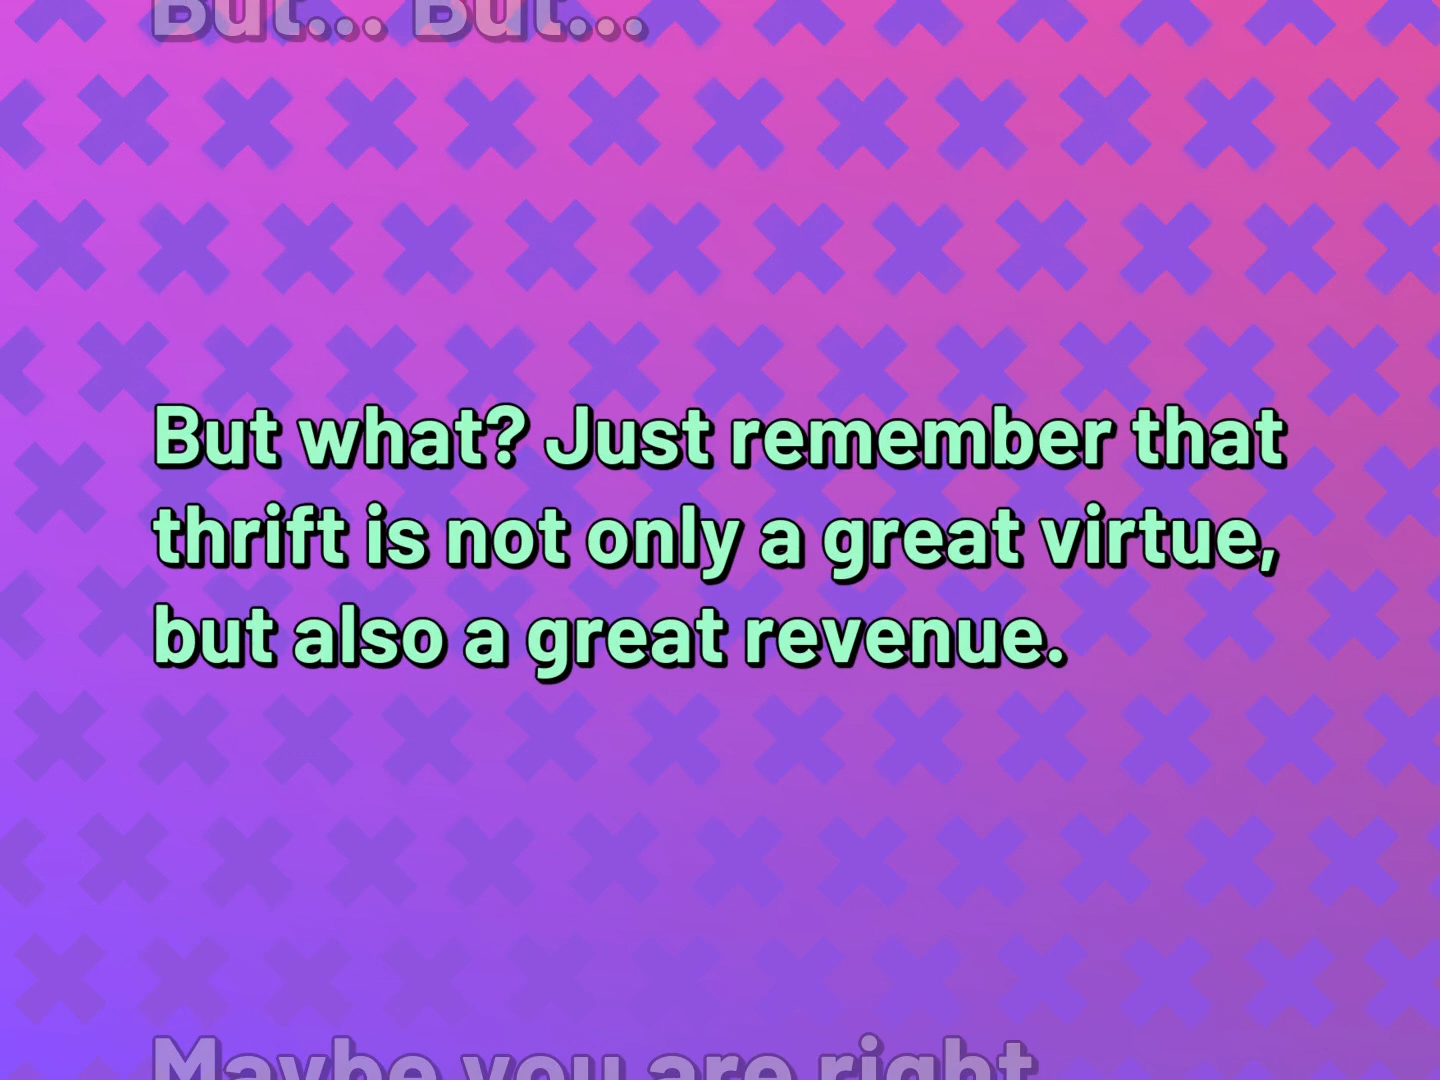 But... But...
But what? Just remember that
thrift is not only a great virtue,
but also a great revenue.
Maybe you are right